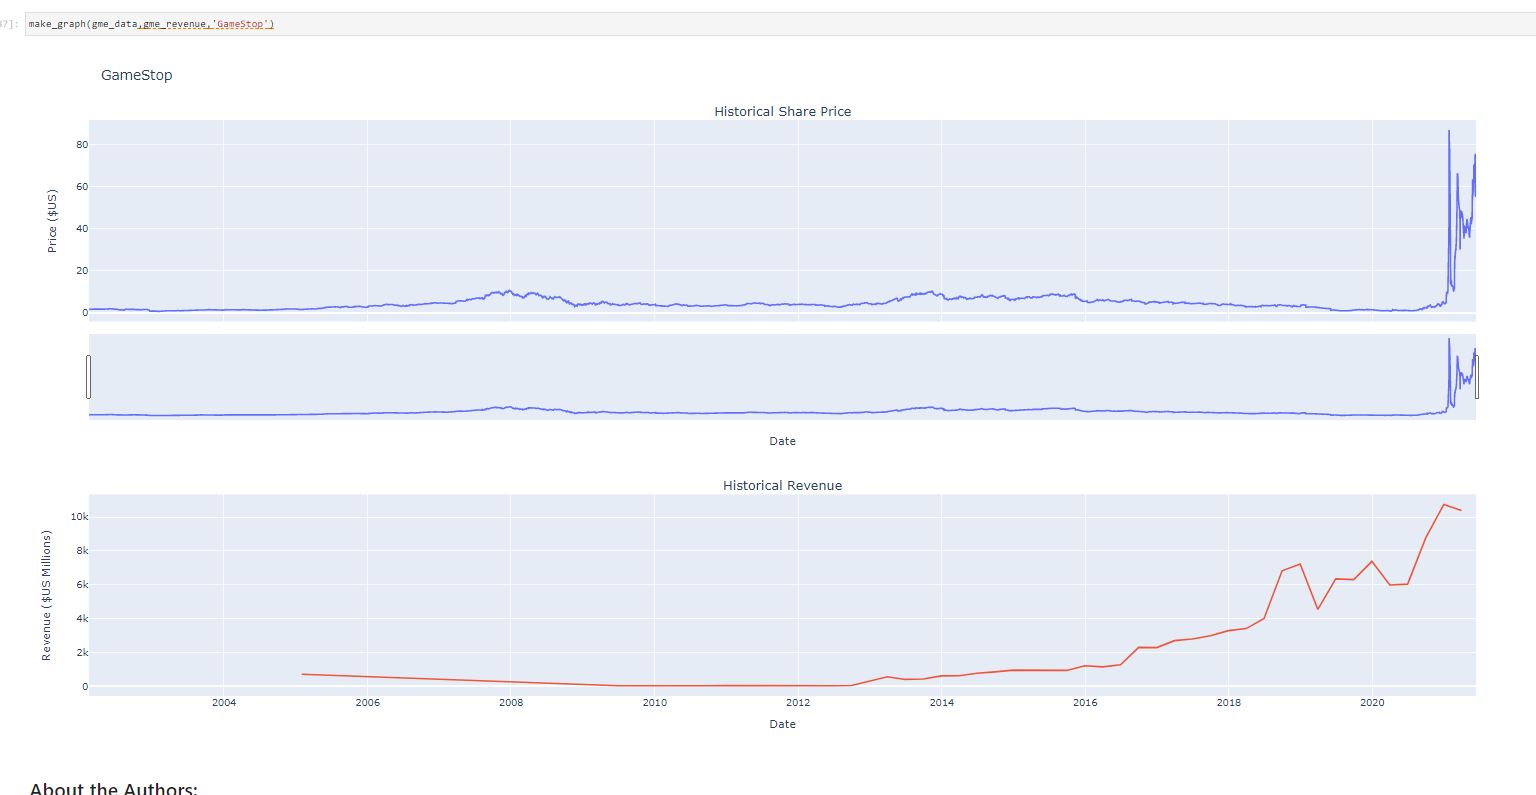 37]:
make_graph(gme_data,gme_revenue,'GameStop')
GameStop
Historical Share Price
80
60
40
20
0
Price ($US)
Date
Historical Revenue
10k
8k
6k
4k
2k
0
Revenue ($US Millions)
2004 2006 2008 2010 2012 2014 2016 2018 2020
Date
About the Authors: